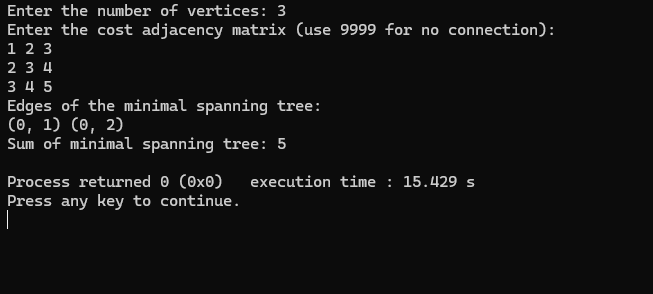 Enter the number of vertices: 3
Enter the cost adjacency matrix (use 9999 for no connection):
1 2 3
2 3 4
3 4 5
Edges of the minimal spanning tree:
(0, 1) (0, 2)
Sum of minimal spanning tree: 5
Process returned 0 (0x0)   execution time : 15.429 s
Press any key to continue.